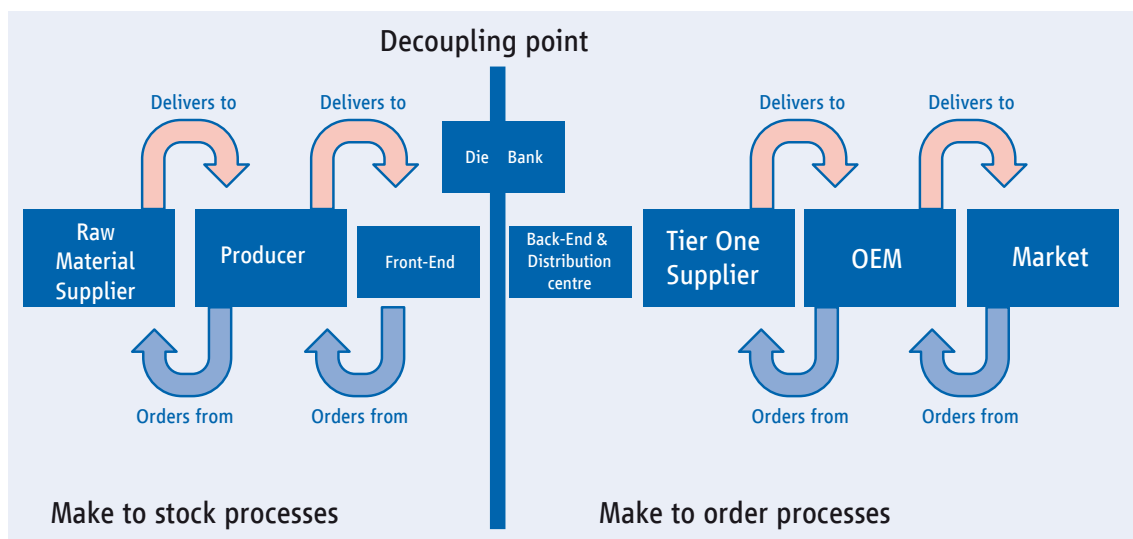 Decoupling point
Delivers to
Delivers to
Delivers to
Delivers to
Die Bank
Raw
Material
Supplier
Producer
Front-End
Back-End &
Distribution
centre
Tier One
Supplier
OEM
Market
Orders from
Orders from
Orders from
Orders from
Make to stock processes
Make to order processes